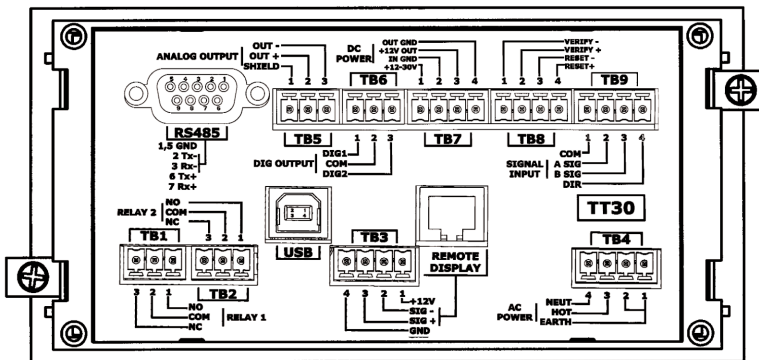 OUT -
ANALOG OUTPUT OUT +
SHIELD 1 2 3
DC POWER
OUT GND
+12V OUT
IN GND
+12-30V 1 2 3 4
TB6
VERIFY -
VERIFY +
RESET -
RESET+
1 2 3 4
TB9
5 4 3 2 1
9 8 7 6
RS485
1,5 GND
2 Tx-
3 Rx-
6 Tx+
7 Rx+
TB5
TB7
TB8
DIG OUTPUT
DIG1 1 2 3
COM
DIG2
SIGNAL INPUT
COM 1 2 3 4
A SIG
B SIG
DIR
TT30
RELAY 2
NO
COM
NC 3 2 1
TB1
TB2
3 2 1
NO
COM
NC
RELAY 1
USB
TB3
REMOTE
DISPLAY
4 3 2 1
+12V
SIG -
SIG +
GND
TB4
AC POWER
NEUT 4 3 2 1
HOT
EARTH